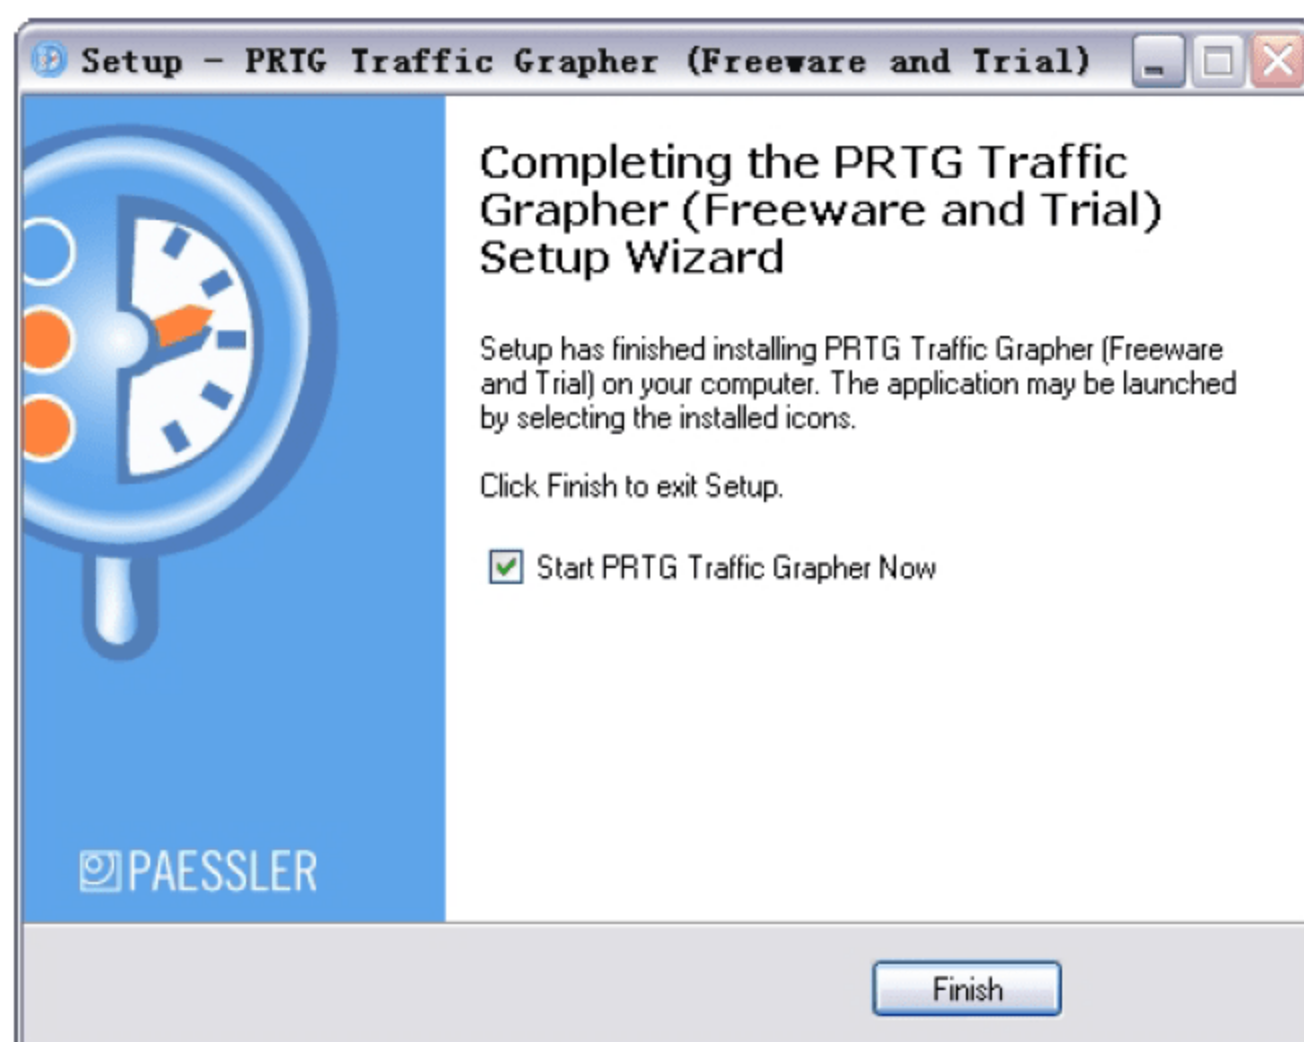 Setup - PRTG Traffic Grapher (Freeware and Trial)
Completing the PRTG Traffic
Grapher (Freeware and Trial)
Setup Wizard
Setup has finished installing PRTG Traffic Grapher (Freeware
and Trial) on your computer. The application may be launched
by selecting the installed icons.
Click Finish to exit Setup.
Start PRTG Traffic Grapher Now
PAESSLER
Finish